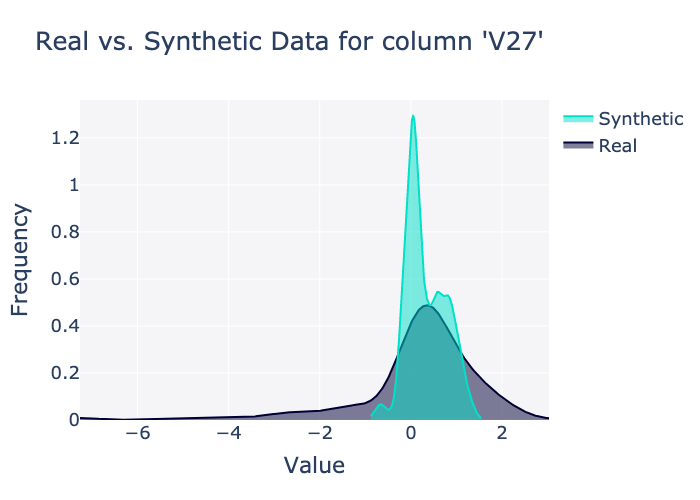 Real vs. Synthetic Data for column 'V27'
Synthetic
Real
1.2
1
0.8
0.6
0.4
0.2
0
Frequency
−6
−4
−2
0
2
Value